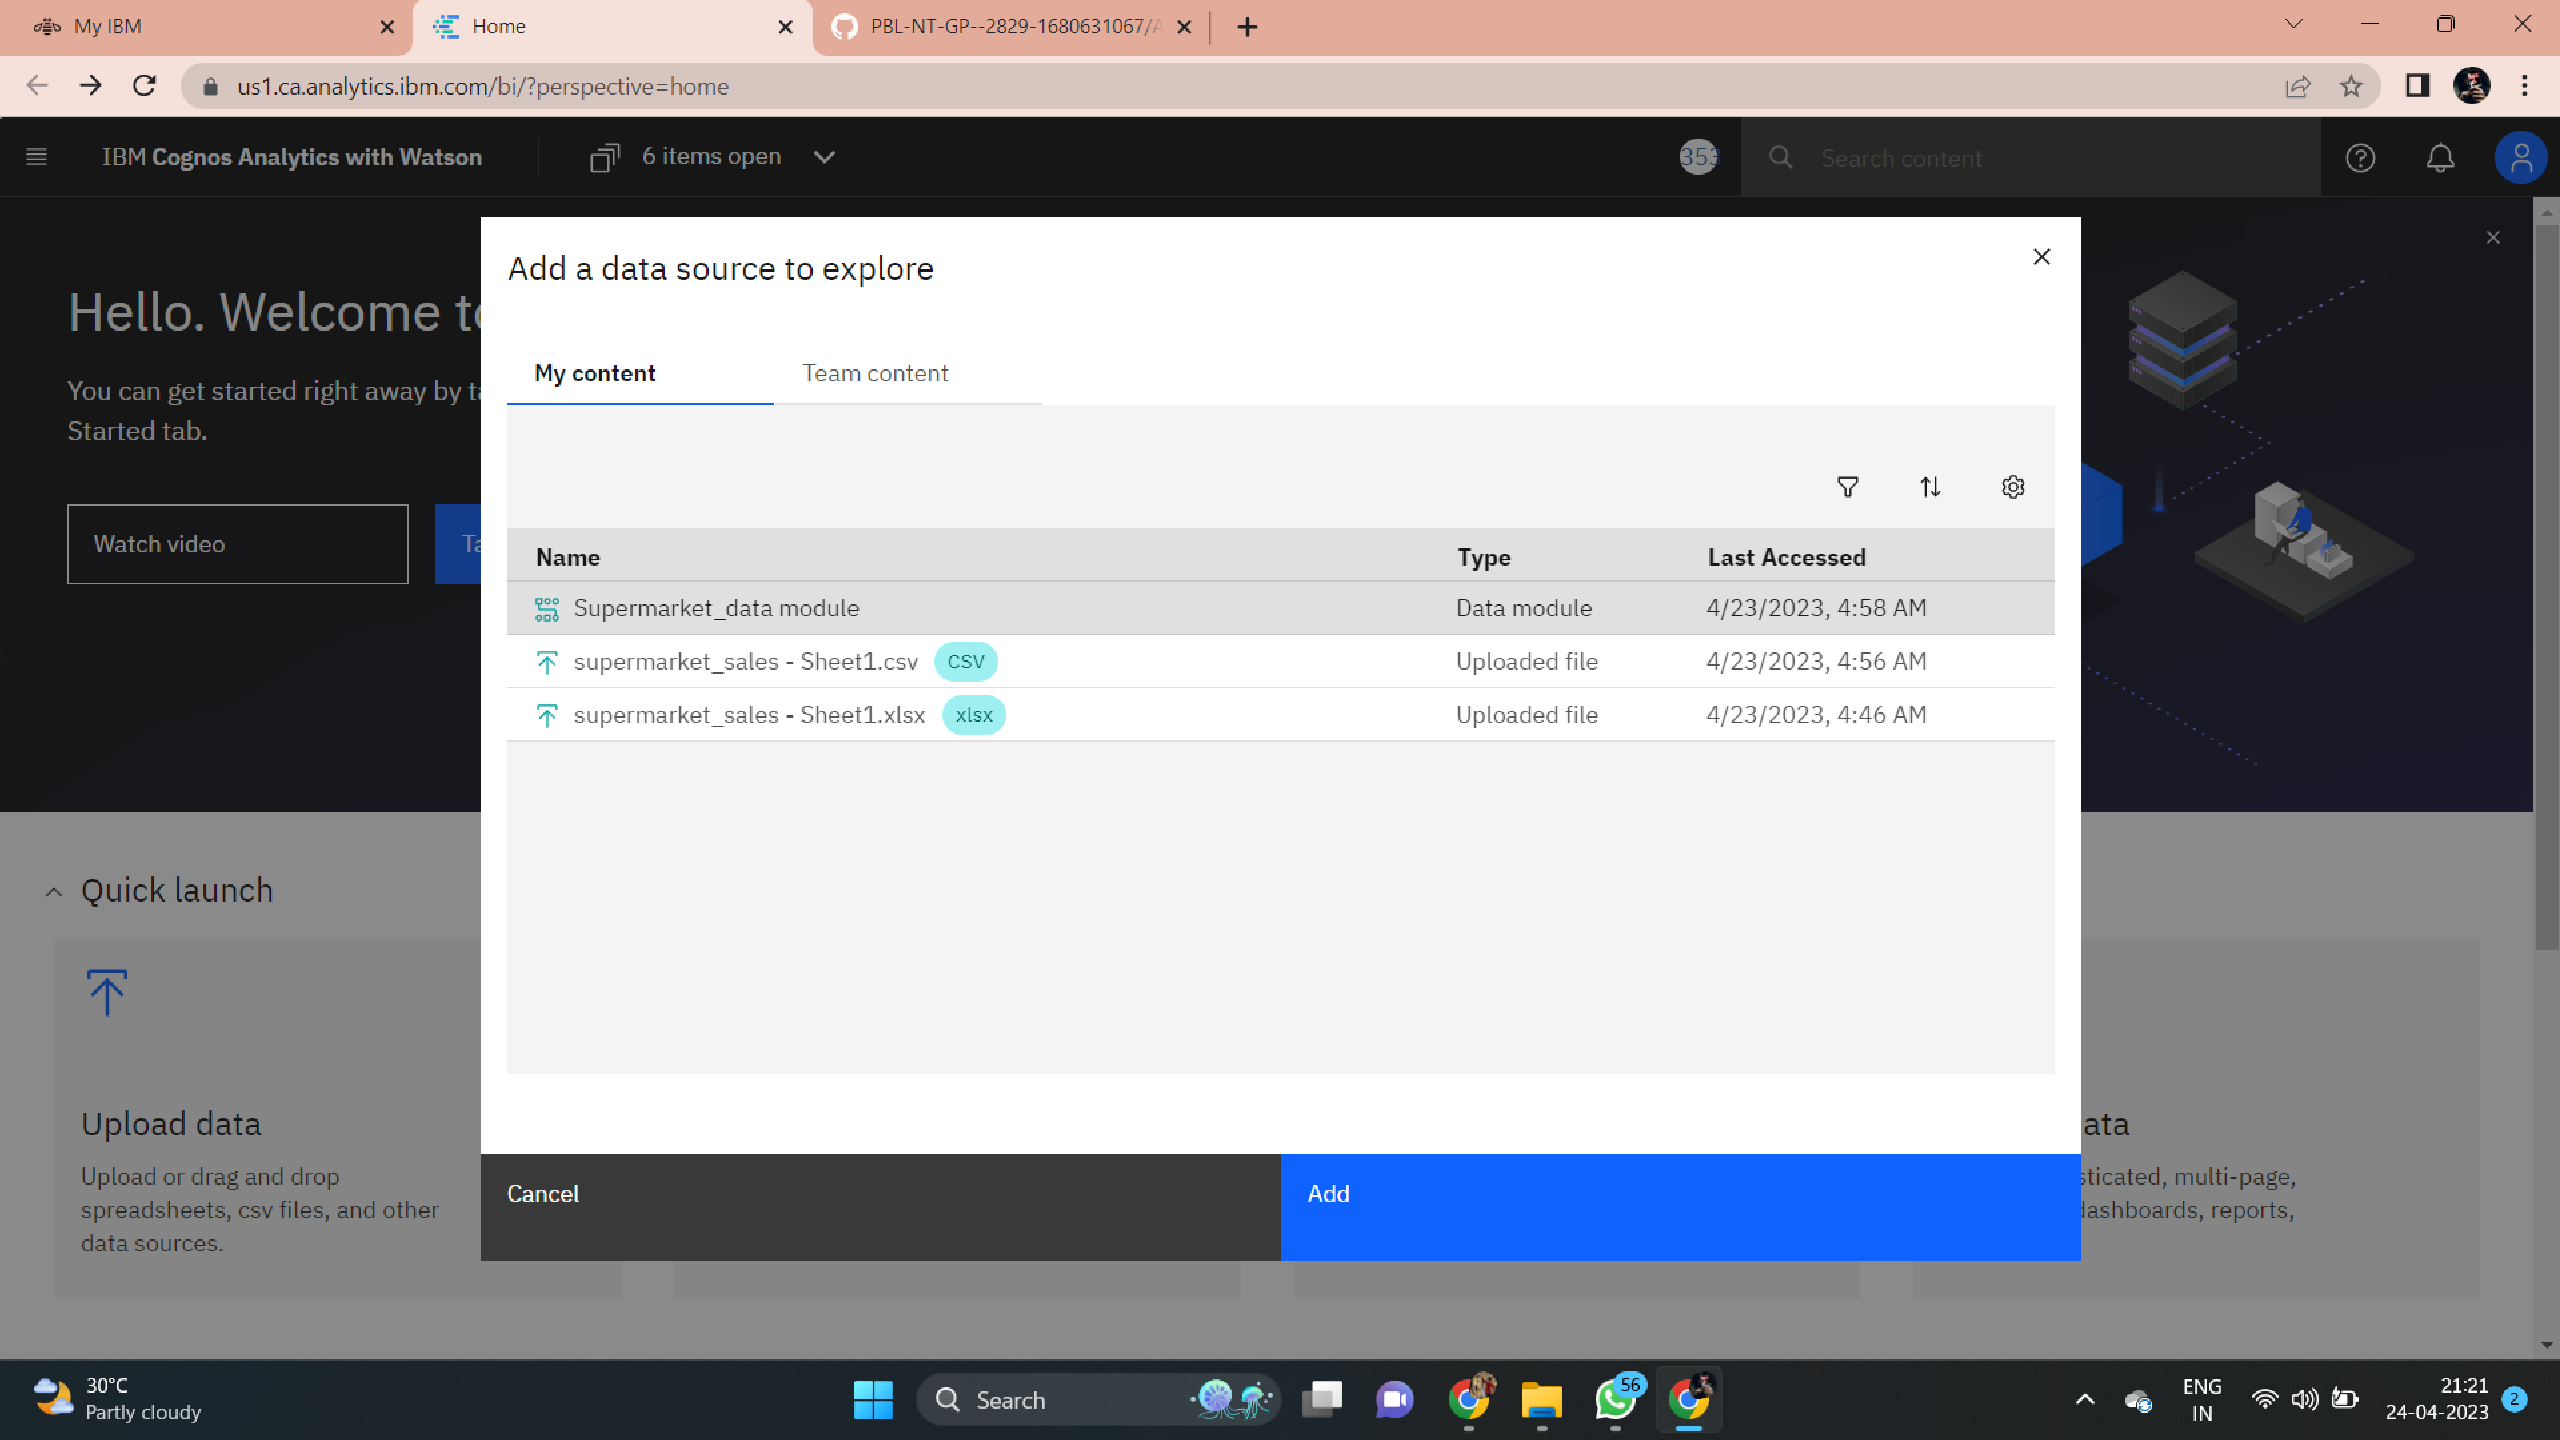 My IBM
Home
PBL-NT-GP--2829-1680631067/A
us1.ca.analytics.ibm.com/bi/?perspective=home
IBM Cognos Analytics with Watson
6 items open
353
Search content
Hello. Welcome to
You can get started right away by ta
Started tab.
Watch video
Ta
Add a data source to explore
My content
Team content
Name Type Last Accessed
Supermarket_data module Data module 4/23/2023, 4:58 AM
supermarket_sales - Sheet1.csv CSV Uploaded file 4/23/2023, 4:56 AM
supermarket_sales - Sheet1.xlsx xlsx Uploaded file 4/23/2023, 4:46 AM
Cancel
Add
Quick launch
Upload data
Upload or drag and drop
spreadsheets, csv files, and other
data sources.
ata
sticated, multi-page,
dashboards, reports,
30°C
Partly cloudy
Search
56
ENG
IN
21:21
24-04-2023
2